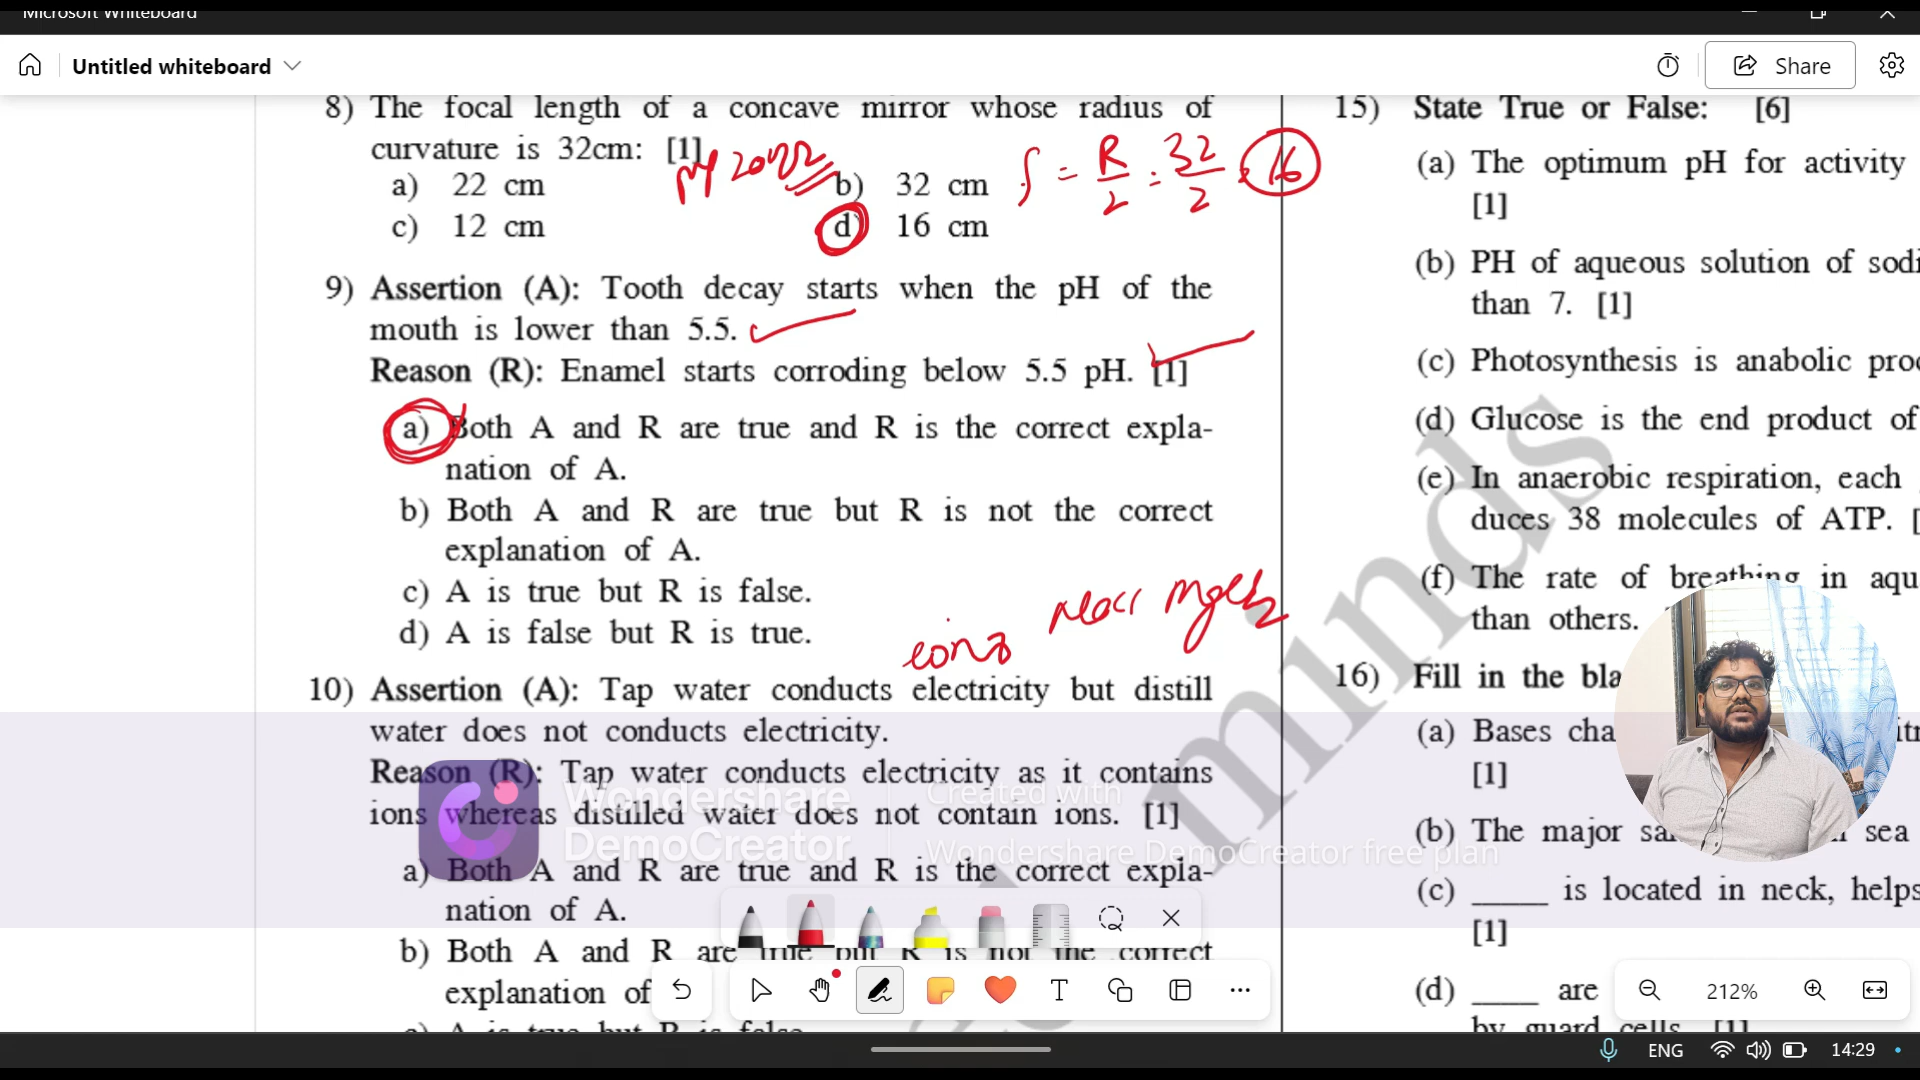 Microsoft Whiteboard
Untitled whiteboard
Share
8) The focal length of a concave mirror whose radius of
curvature is 32cm: [1]
a) 22 cm
b) 32 cm
c) 12 cm
d) 16 cm
f = R/2 = 32/2 = 16
9) Assertion (A): Tooth decay starts when the pH of the
mouth is lower than 5.5.
Reason (R): Enamel starts corroding below 5.5 pH. [1]
a) Both A and R are true and R is the correct expla-
nation of A.
b) Both A and R are true but R is not the correct
explanation of A.
c) A is true but R is false.
d) A is false but R is true.
10) Assertion (A): Tap water conducts electricity but distill
water does not conducts electricity.
Reason (R): Tap water conducts electricity as it contains
ions whereas distilled water does not contain ions. [1]
a) Both A and R are true and R is the correct expla-
nation of A.
b) Both A and R are true but R is not the correct
explanation of
c) A is true but R is false.
15) State True or False: [6]
(a) The optimum pH for activity
[1]
(b) PH of aqueous solution of sodi
than 7. [1]
(c) Photosynthesis is anabolic proc
(d) Glucose is the end product of
(e) In anaerobic respiration, each
duces 38 molecules of ATP. [
(f) The rate of breathing in aqu
than others.
16) Fill in the bla
(a) Bases cha
[1]
(b) The major sa sea
(c) _____ is located in neck, helps
[1]
(d) ____ are
by guard cells. [1]
minds
Wondershare
DemoCreator
Created with
Wondershare DemoCreator free plan
212%
ENG
14:29